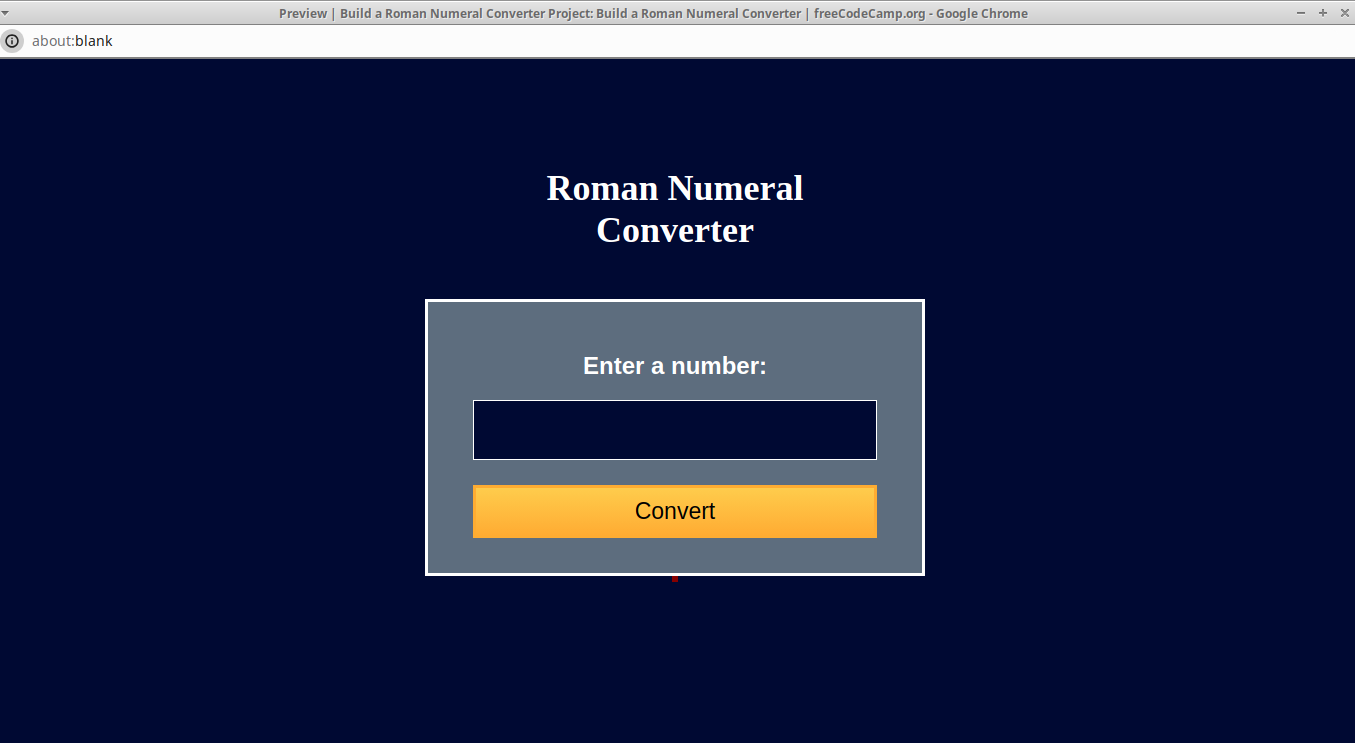 Preview | Build a Roman Numeral Converter Project: Build a Roman Numeral Converter | freeCodeCamp.org - Google Chrome
about:blank
Roman Numeral
Converter
Enter a number:
Convert